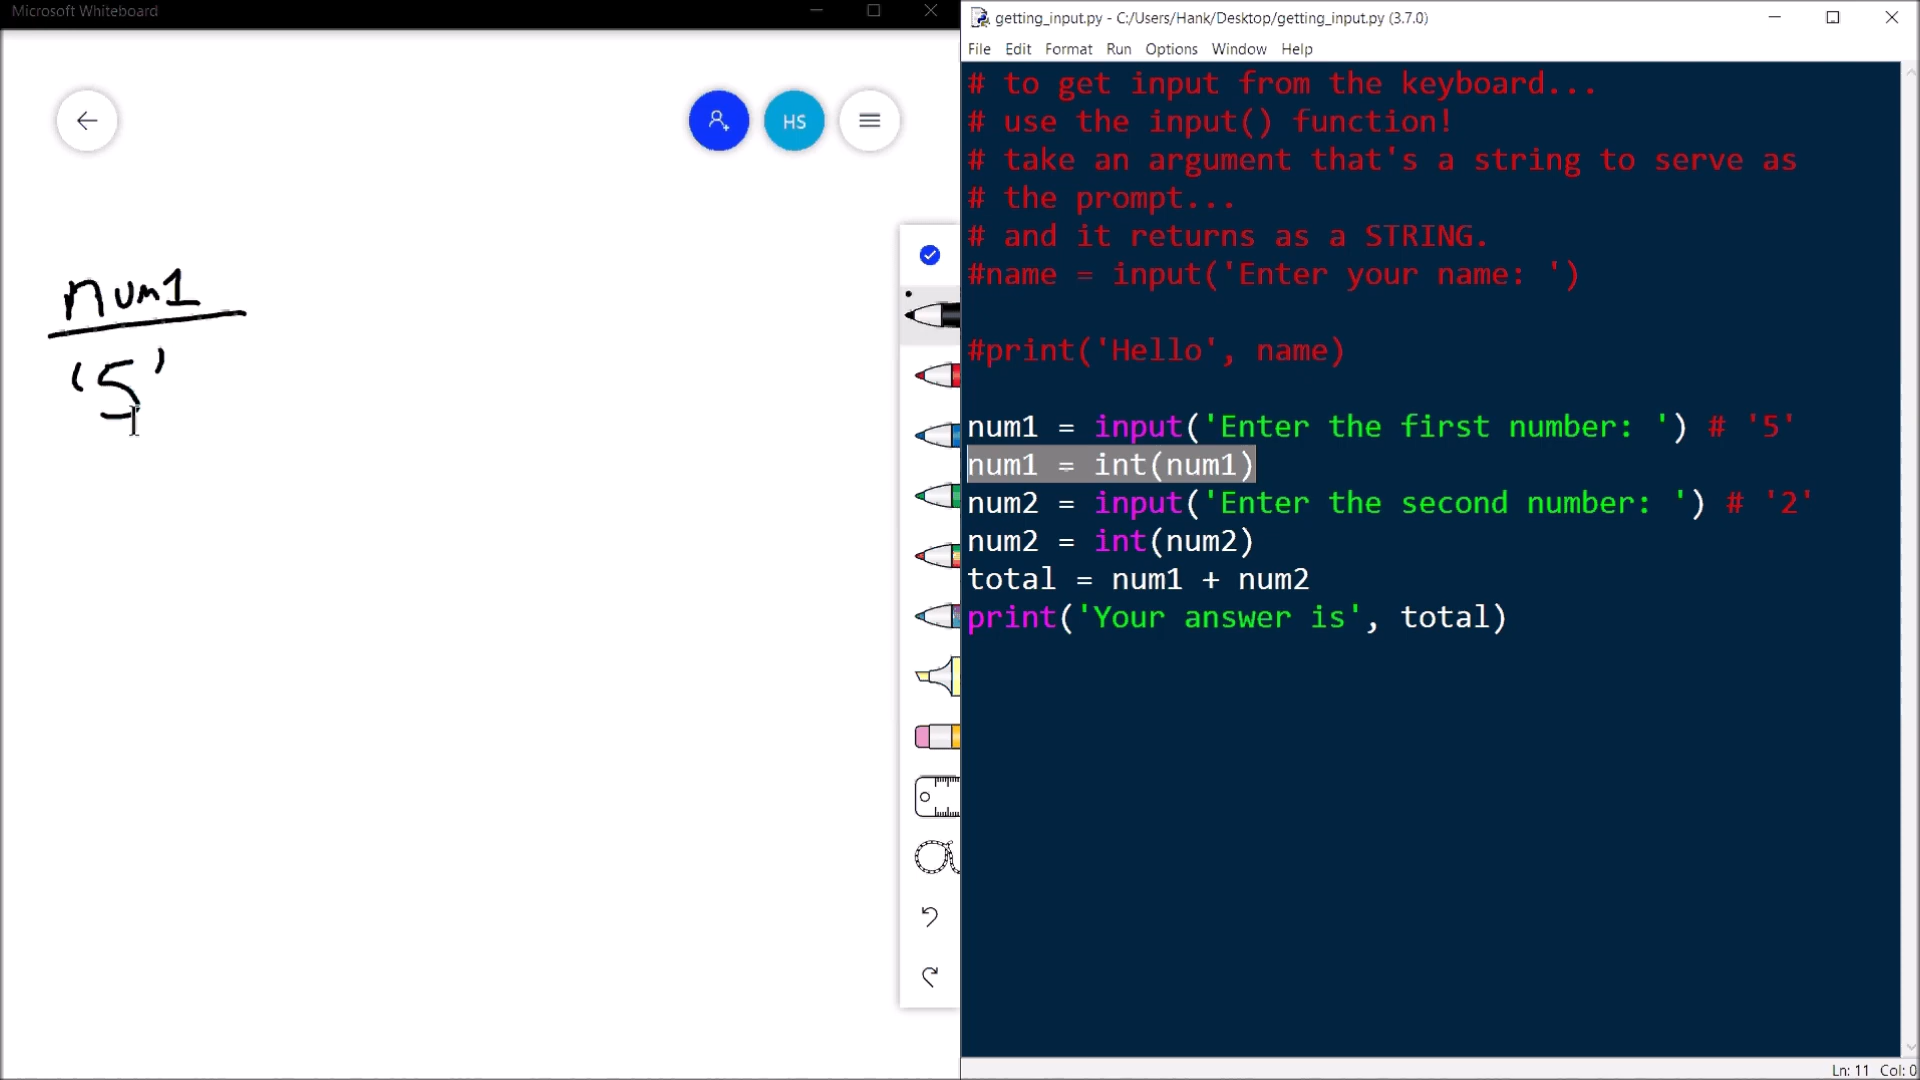 Microsoft Whiteboard
HS
num1
'5'
getting_input.py - C:/Users/Hank/Desktop/getting_input.py (3.7.0)
File Edit Format Run Options Window Help
# to get input from the keyboard...
# use the input() function!
# take an argument that's a string to serve as
# the prompt...
# and it returns as a STRING.
#name = input('Enter your name: ')
#print('Hello', name)
num1 = input('Enter the first number: ') # '5'
num1 = int(num1)
num2 = input('Enter the second number: ') # '2'
num2 = int(num2)
total = num1 + num2
print('Your answer is', total)
Ln: 11 Col: 0